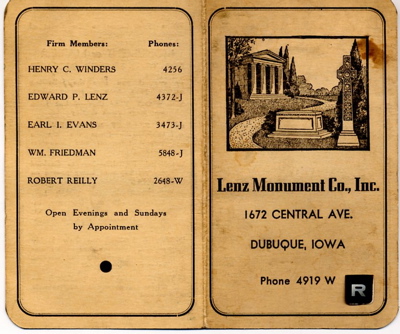 Firm Members: Phones:
HENRY C. WINDERS 4256
EDWARD P. LENZ 4372-J
EARL I. EVANS 3473-J
WM. FRIEDMAN 5848-J
ROBERT REILLY 2648-W
Open Evenings and Sundays
by Appointment
Lenz Monument Co., Inc.
1672 CENTRAL AVE.
DUBUQUE, IOWA
Phone 4919 W
R